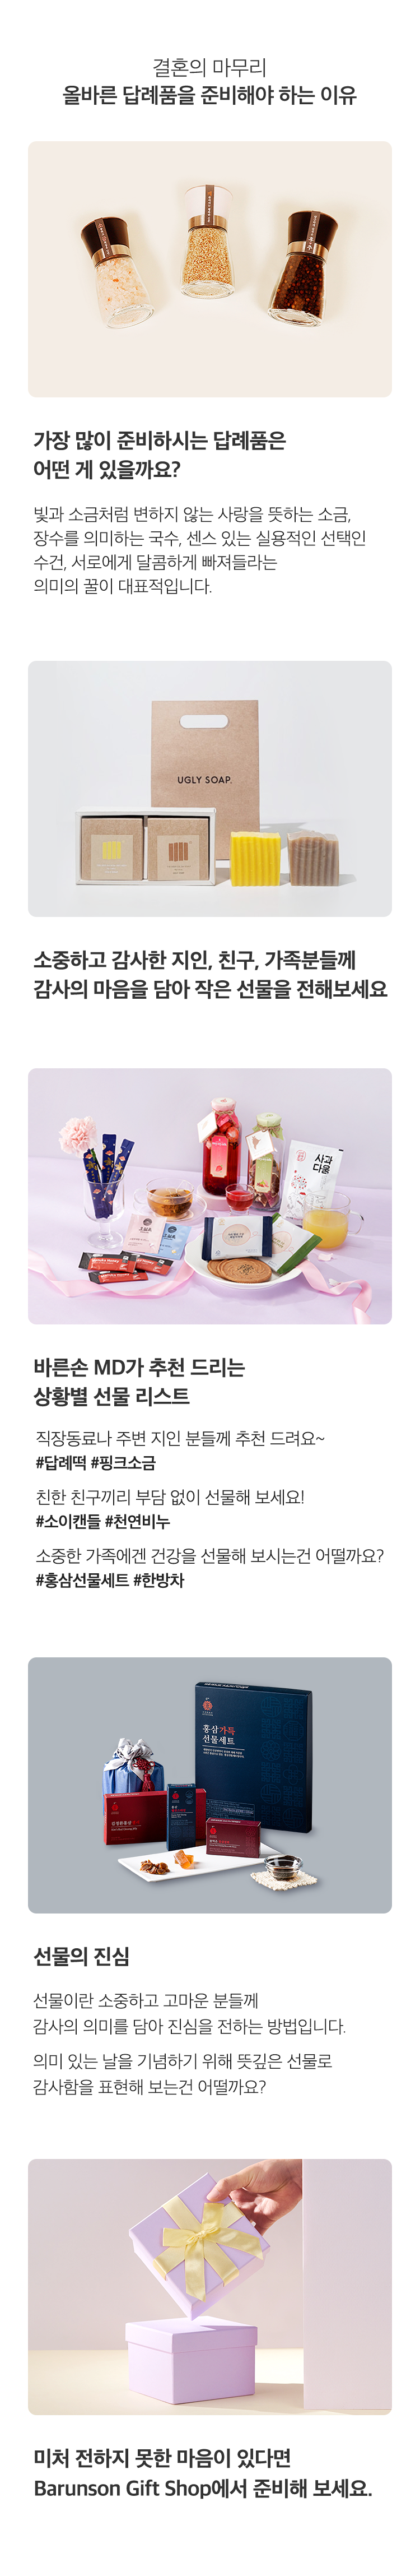 결혼의 마무리
올바른 답례품을 준비해야 하는 이유
가장 많이 준비하시는 답례품은
어떤 게 있을까요?
빛과 소금처럼 변하지 않는 사랑을 뜻하는 소금,
장수를 의미하는 국수, 센스 있는 실용적인 선택인
수건, 서로에게 달콤하게 빠져들라는
의미의 꿀이 대표적입니다.
UGLY SOAP.
소중하고 감사한 지인, 친구, 가족분들께
감사의 마음을 담아 작은 선물을 전해보세요
사과
다움
바른손 MD가 추천 드리는
상황별 선물 리스트
직장동료나 주변 지인 분들께 추천 드려요~
#답례떡 #핑크소금
친한 친구끼리 부담 없이 선물해 보세요!
#소이캔들 #천연비누
소중한 가족에겐 건강을 선물해 보시는건 어떨까요?
#홍삼선물세트 #한방차
홍삼가득
선물세트
선물의 진심
선물이란 소중하고 고마운 분들께
감사의 의미를 담아 진심을 전하는 방법입니다.
의미 있는 날을 기념하기 위해 뜻깊은 선물로
감사함을 표현해 보는건 어떨까요?
미처 전하지 못한 마음이 있다면
Barunson Gift Shop에서 준비해 보세요.